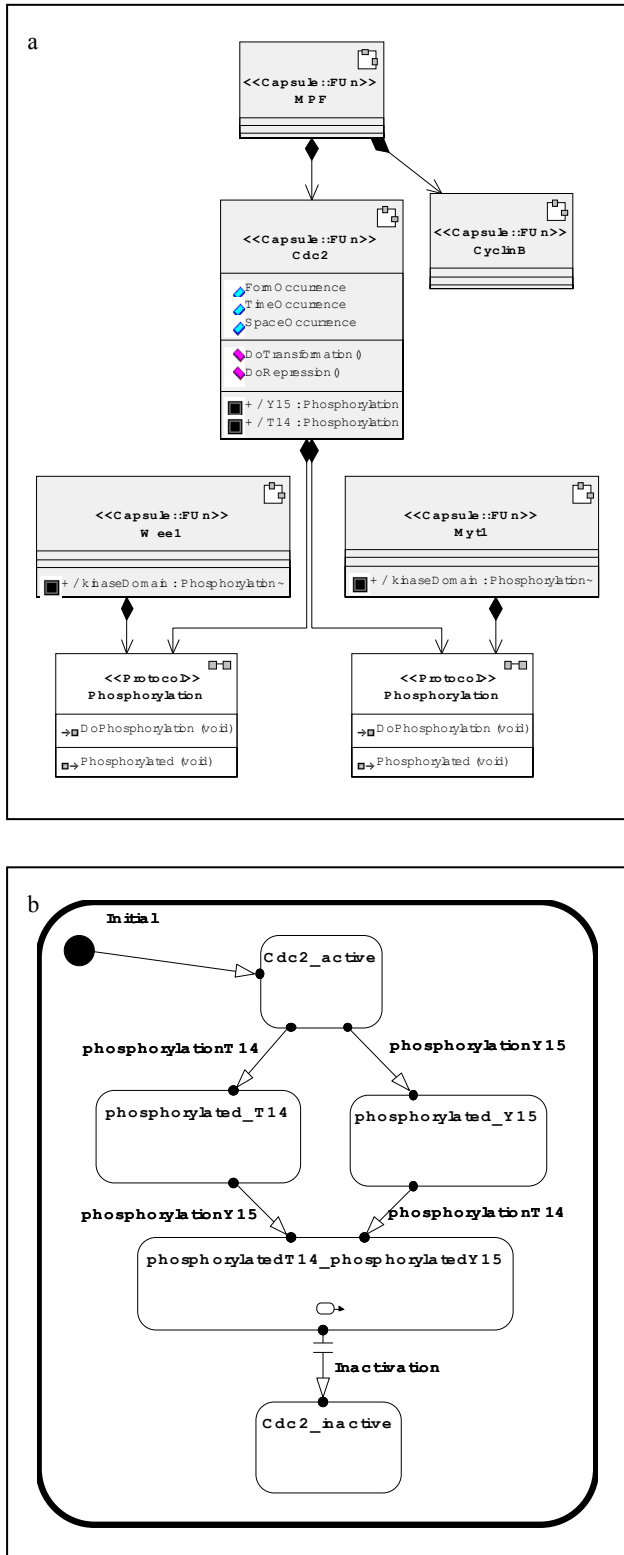 a
<<Capsule::FUn>>
MPF
<<Capsule::FUn>>
Cdc2
FormOccurrence
TimeOccurrence
SpaceOccurrence
DoTransformation()
DoRepression()
+ / Y15 : Phosphorylation
+ / T14 : Phosphorylation
<<Capsule::FUn>>
CyclinB
<<Capsule::FUn>>
Wee1
+ / kinaseDomain : Phosphorylation~
<<Capsule::FUn>>
Myt1
+ / kinaseDomain : Phosphorylation~
<<Protocol>>
Phosphorylation
DoPhosphorylation (void)
Phosphorylated (void)
<<Protocol>>
Phosphorylation
DoPhosphorylation (void)
Phosphorylated (void)
b
Initial
Cdc2_active
phosphorylationT14
phosphorylationY15
phosphorylated_T14
phosphorylated_Y15
phosphorylationY15
phosphorylationT14
phosphorylatedT14_phosphorylatedY15
Inactivation
Cdc2_inactive